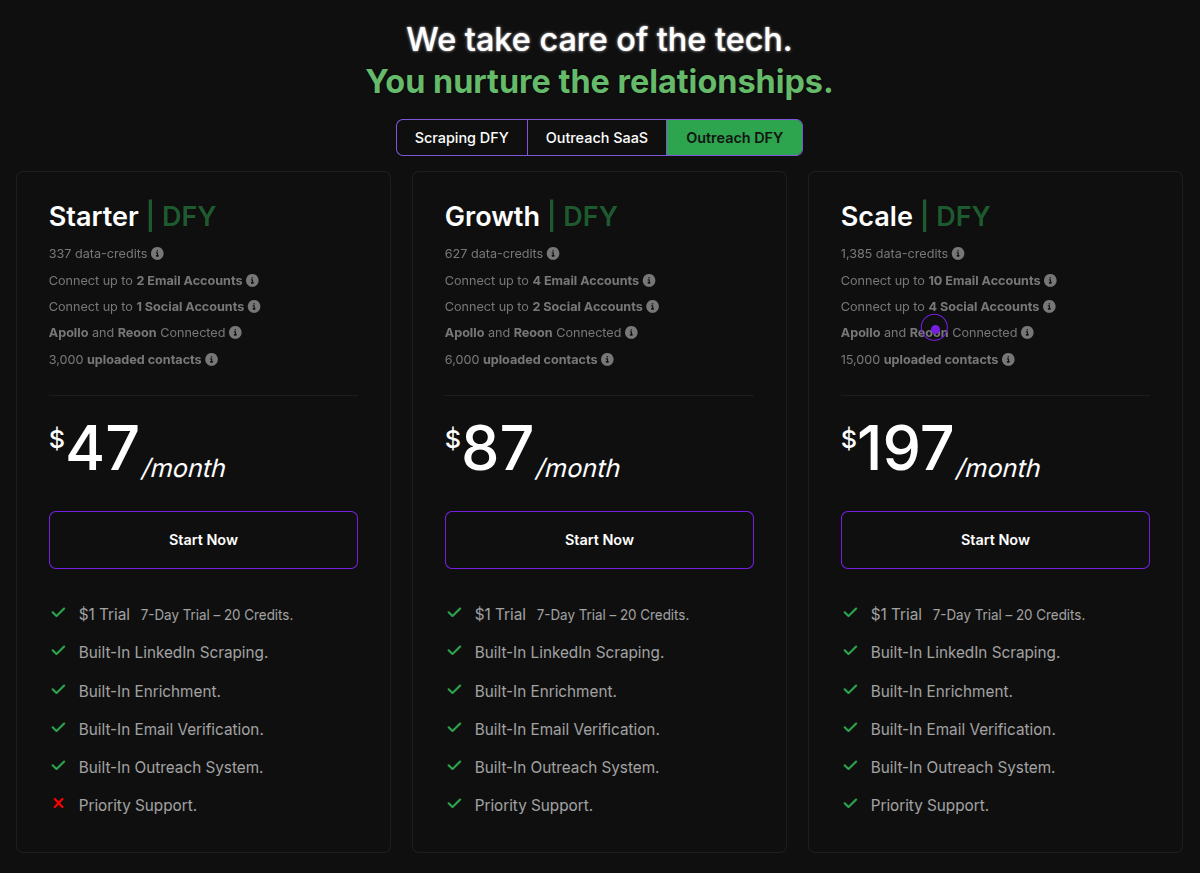 We take care of the tech.
You nurture the relationships.
Scraping DFY
Outreach SaaS
Outreach DFY
Starter | DFY
337 data-credits
Connect up to 2 Email Accounts
Connect up to 1 Social Accounts
Apollo and Reoon Connected
3,000 uploaded contacts
$47/month
Start Now
$1 Trial 7-Day Trial – 20 Credits.
Built-In LinkedIn Scraping.
Built-In Enrichment.
Built-In Email Verification.
Built-In Outreach System.
Priority Support.
Growth | DFY
627 data-credits
Connect up to 4 Email Accounts
Connect up to 2 Social Accounts
Apollo and Reoon Connected
6,000 uploaded contacts
$87/month
Start Now
$1 Trial 7-Day Trial – 20 Credits.
Built-In LinkedIn Scraping.
Built-In Enrichment.
Built-In Email Verification.
Built-In Outreach System.
Priority Support.
Scale | DFY
1,385 data-credits
Connect up to 10 Email Accounts
Connect up to 4 Social Accounts
Apollo and Reoon Connected
15,000 uploaded contacts
$197/month
Start Now
$1 Trial 7-Day Trial – 20 Credits.
Built-In LinkedIn Scraping.
Built-In Enrichment.
Built-In Email Verification.
Built-In Outreach System.
Priority Support.